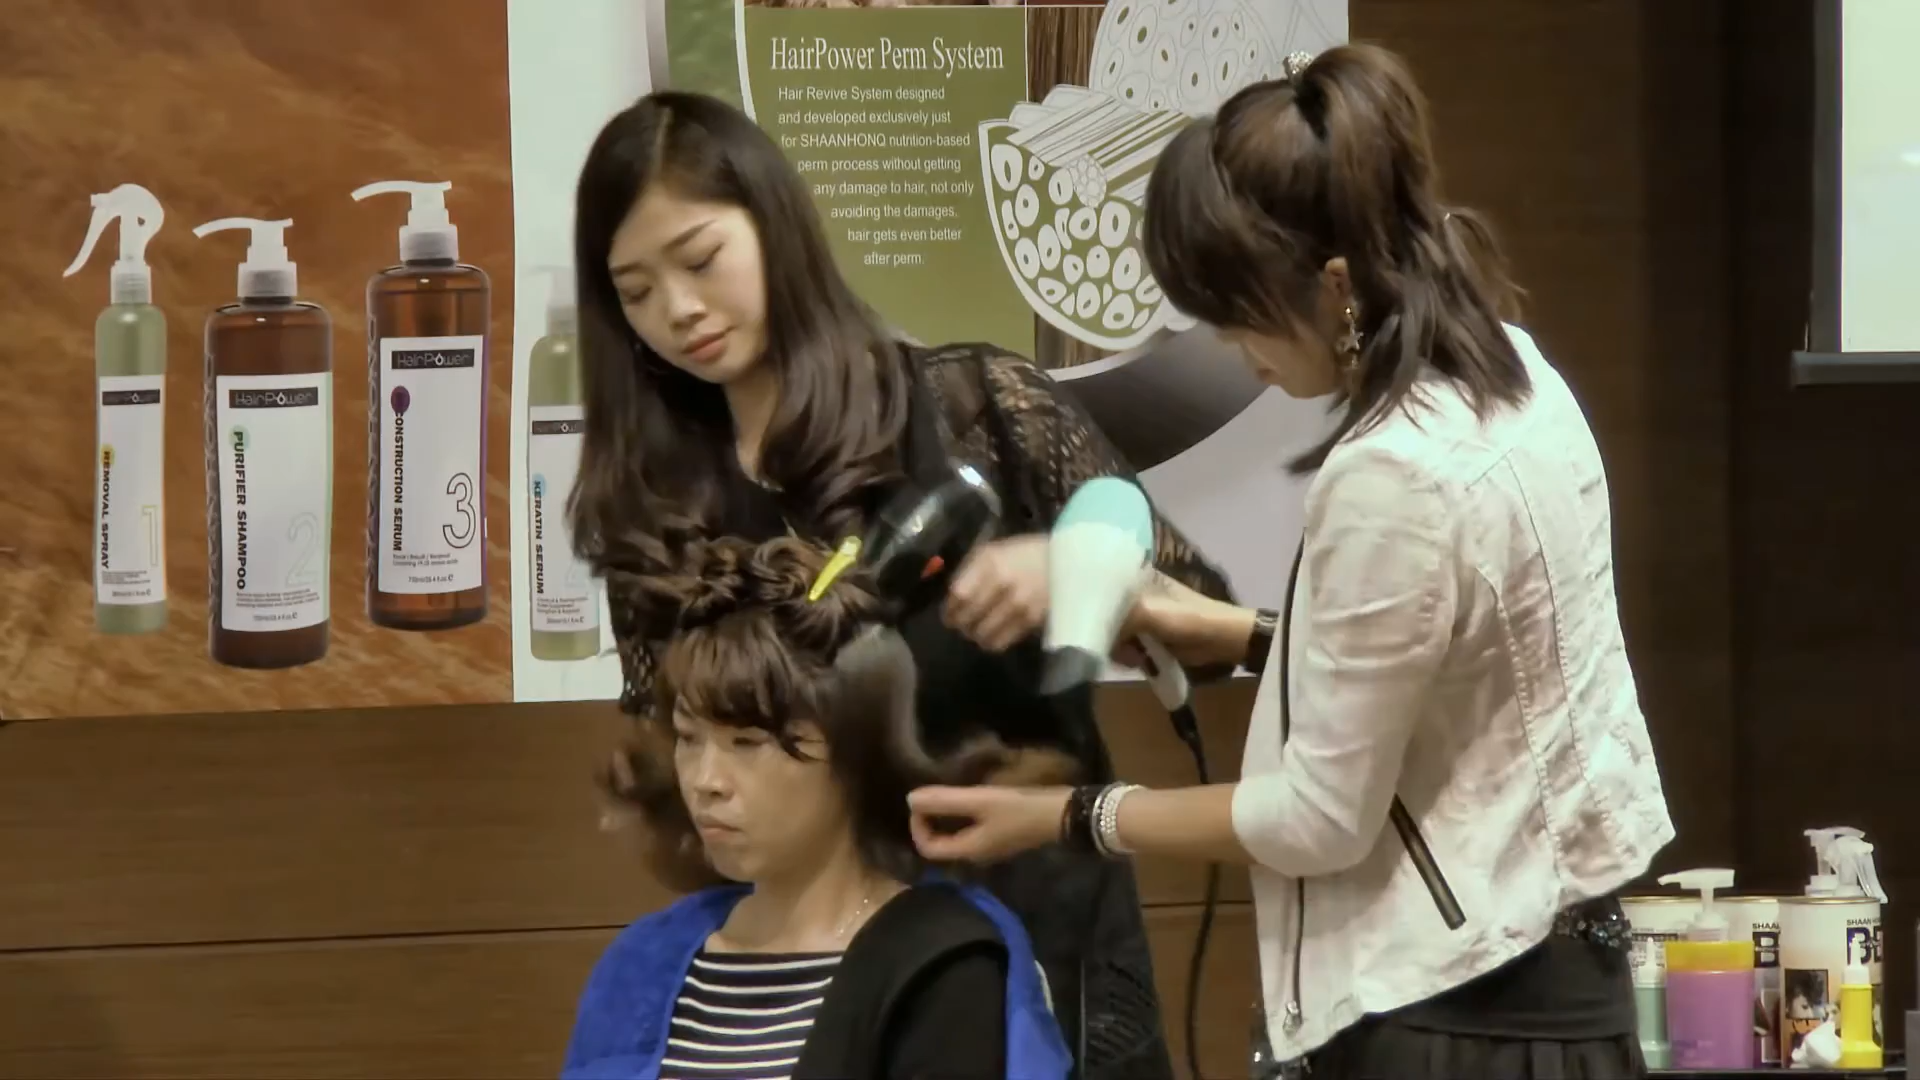 HairPower Perm System
Hair Revive System designed
and developed exclusively just
for SHAANHONQ nutrition-based
perm process without getting
any damage to hair, not only
avoiding the damages,
hair gets even better
after perm.
HairPower
REMOVAL SPRAY
1
HairPower
PURIFIER SHAMPOO
2
HairPower
CONSTRUCTION SERUM
3
HairPower
KERATIN SERUM
SHAAN
B